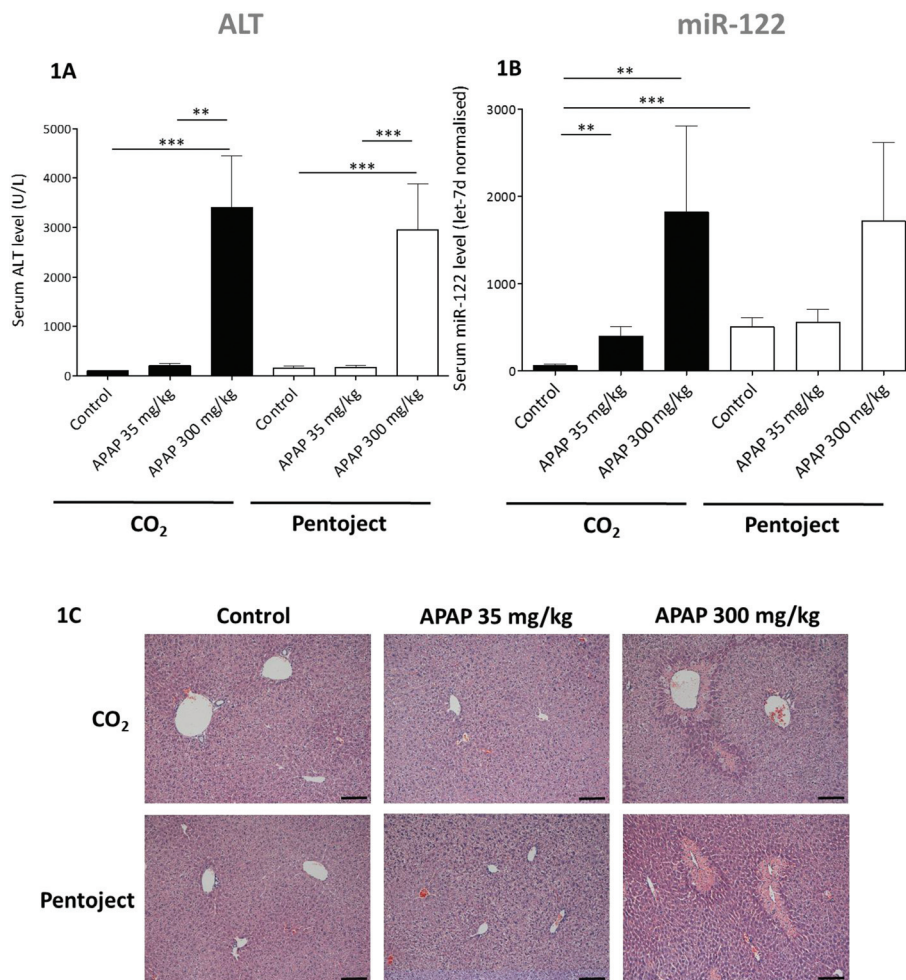 ALT
1A
**
***
***
***
5000
4000
3000
2000
1000
0
Serum ALT level (U/L)
Control
APAP 35 mg/kg
APAP 300 mg/kg
Control
APAP 35 mg/kg
APAP 300 mg/kg
CO2
Pentoject
miR-122
1B
**
***
**
3000
2000
1000
0
Serum miR-122 level (let-7d normalised)
Control
APAP 35 mg/kg
APAP 300 mg/kg
Control
APAP 35 mg/kg
APAP 300 mg/kg
CO2
Pentoject
1C
Control
APAP 35 mg/kg
APAP 300 mg/kg
CO2
Pentoject